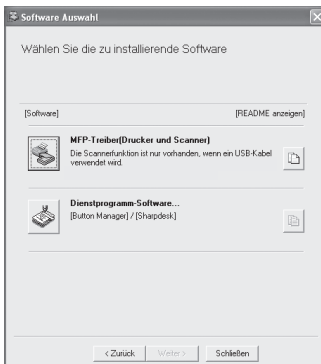 Software Auswahl
Wählen Sie die zu installierende Software
[Software] [README anzeigen]
MFP-Treiber(Drucker und Scanner)
Die Scannerfunktion ist nur vorhanden, wenn ein USB-Kabel
verwendet wird.
Dienstprogramm-Software...
[Button Manager] / [Sharpdesk]
< Zurück Weiter > Schließen